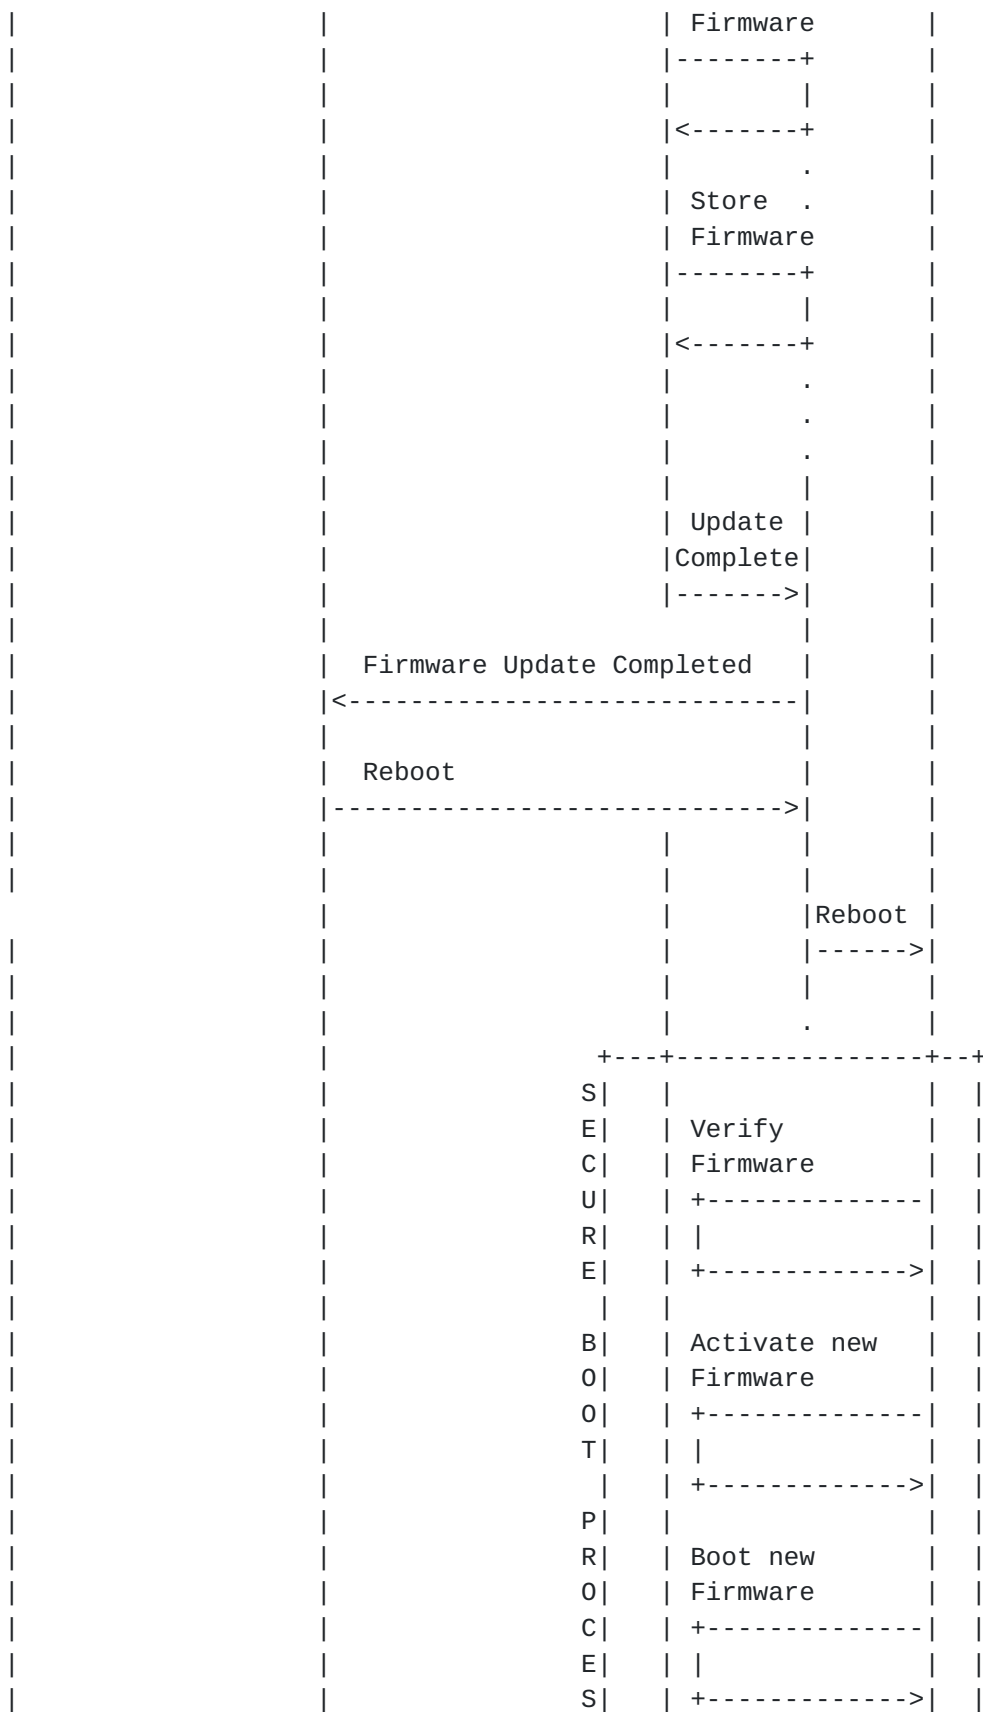 Firmware
Store
Firmware
Update
Complete
Firmware Update Completed
Reboot
Reboot
S
E Verify
C Firmware
U
R
E
B Activate new
O Firmware
O
T
P
R Boot new
O Firmware
C
E
S